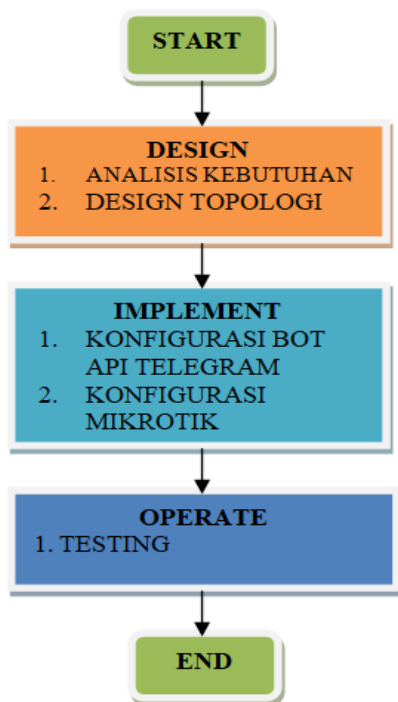 START
DESIGN
1. ANALISIS KEBUTUHAN
2. DESIGN TOPOLOGI
IMPLEMENT
1. KONFIGURASI BOT
API TELEGRAM
2. KONFIGURASI
MIKROTIK
OPERATE
1. TESTING
END